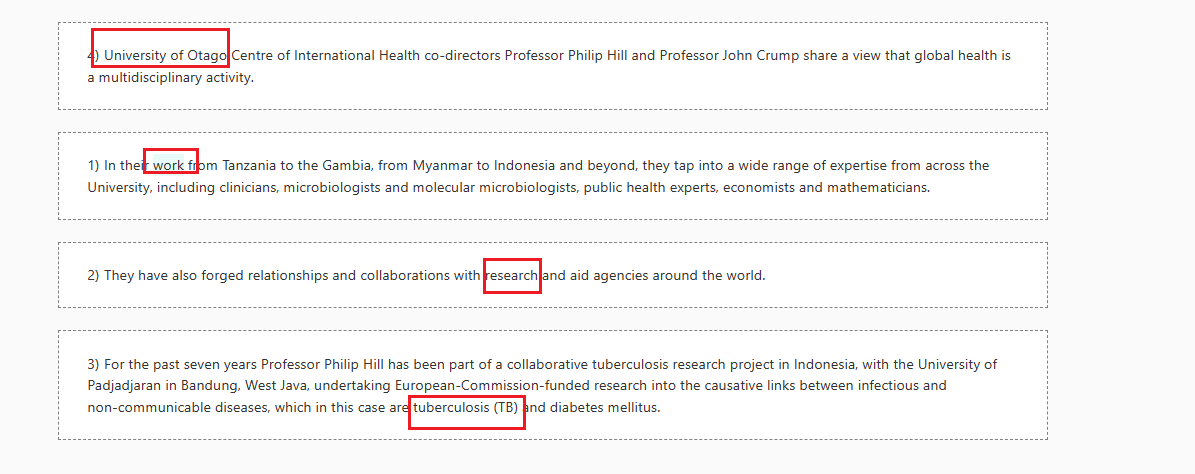 4) University of Otago Centre of International Health co-directors Professor Philip Hill and Professor John Crump share a view that global health is
a multidisciplinary activity.
1) In their work from Tanzania to the Gambia, from Myanmar to Indonesia and beyond, they tap into a wide range of expertise from across the
University, including clinicians, microbiologists and molecular microbiologists, public health experts, economists and mathematicians.
2) They have also forged relationships and collaborations with research and aid agencies around the world.
3) For the past seven years Professor Philip Hill has been part of a collaborative tuberculosis research project in Indonesia, with the University of
Padjadjaran in Bandung, West Java, undertaking European-Commission-funded research into the causative links between infectious and
non-communicable diseases, which in this case are tuberculosis (TB) and diabetes mellitus.